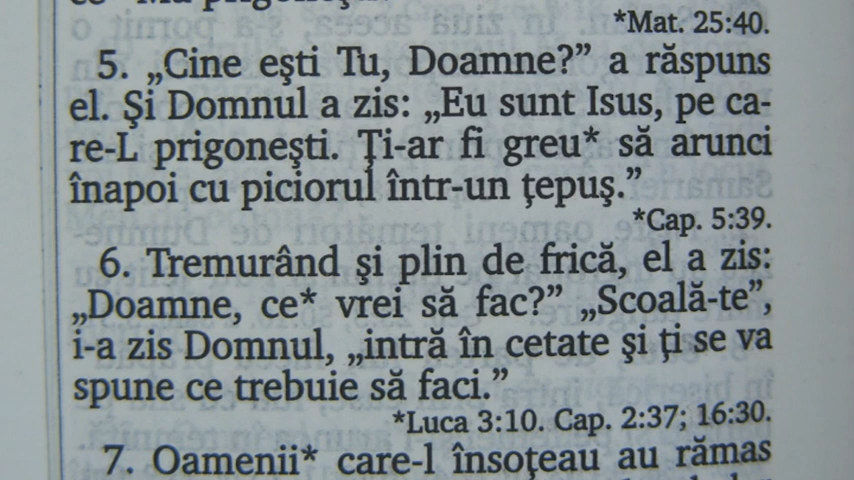 *Mat. 25:40.
5. „Cine eşti Tu, Doamne?” a răspuns
el. Şi Domnul a zis: „Eu sunt Isus, pe ca-
re-L prigoneşti. Ţi-ar fi greu* să arunci
înapoi cu piciorul într-un ţepuş.”
*Cap. 5:39.
6. Tremurând şi plin de frică, el a zis:
„Doamne, ce* vrei să fac?” „Scoală-te”,
i-a zis Domnul, „intră în cetate şi ţi se va
spune ce trebuie să faci.”
*Luca 3:10. Cap. 2:37; 16:30.
7. Oamenii* care-l însoţeau au rămas